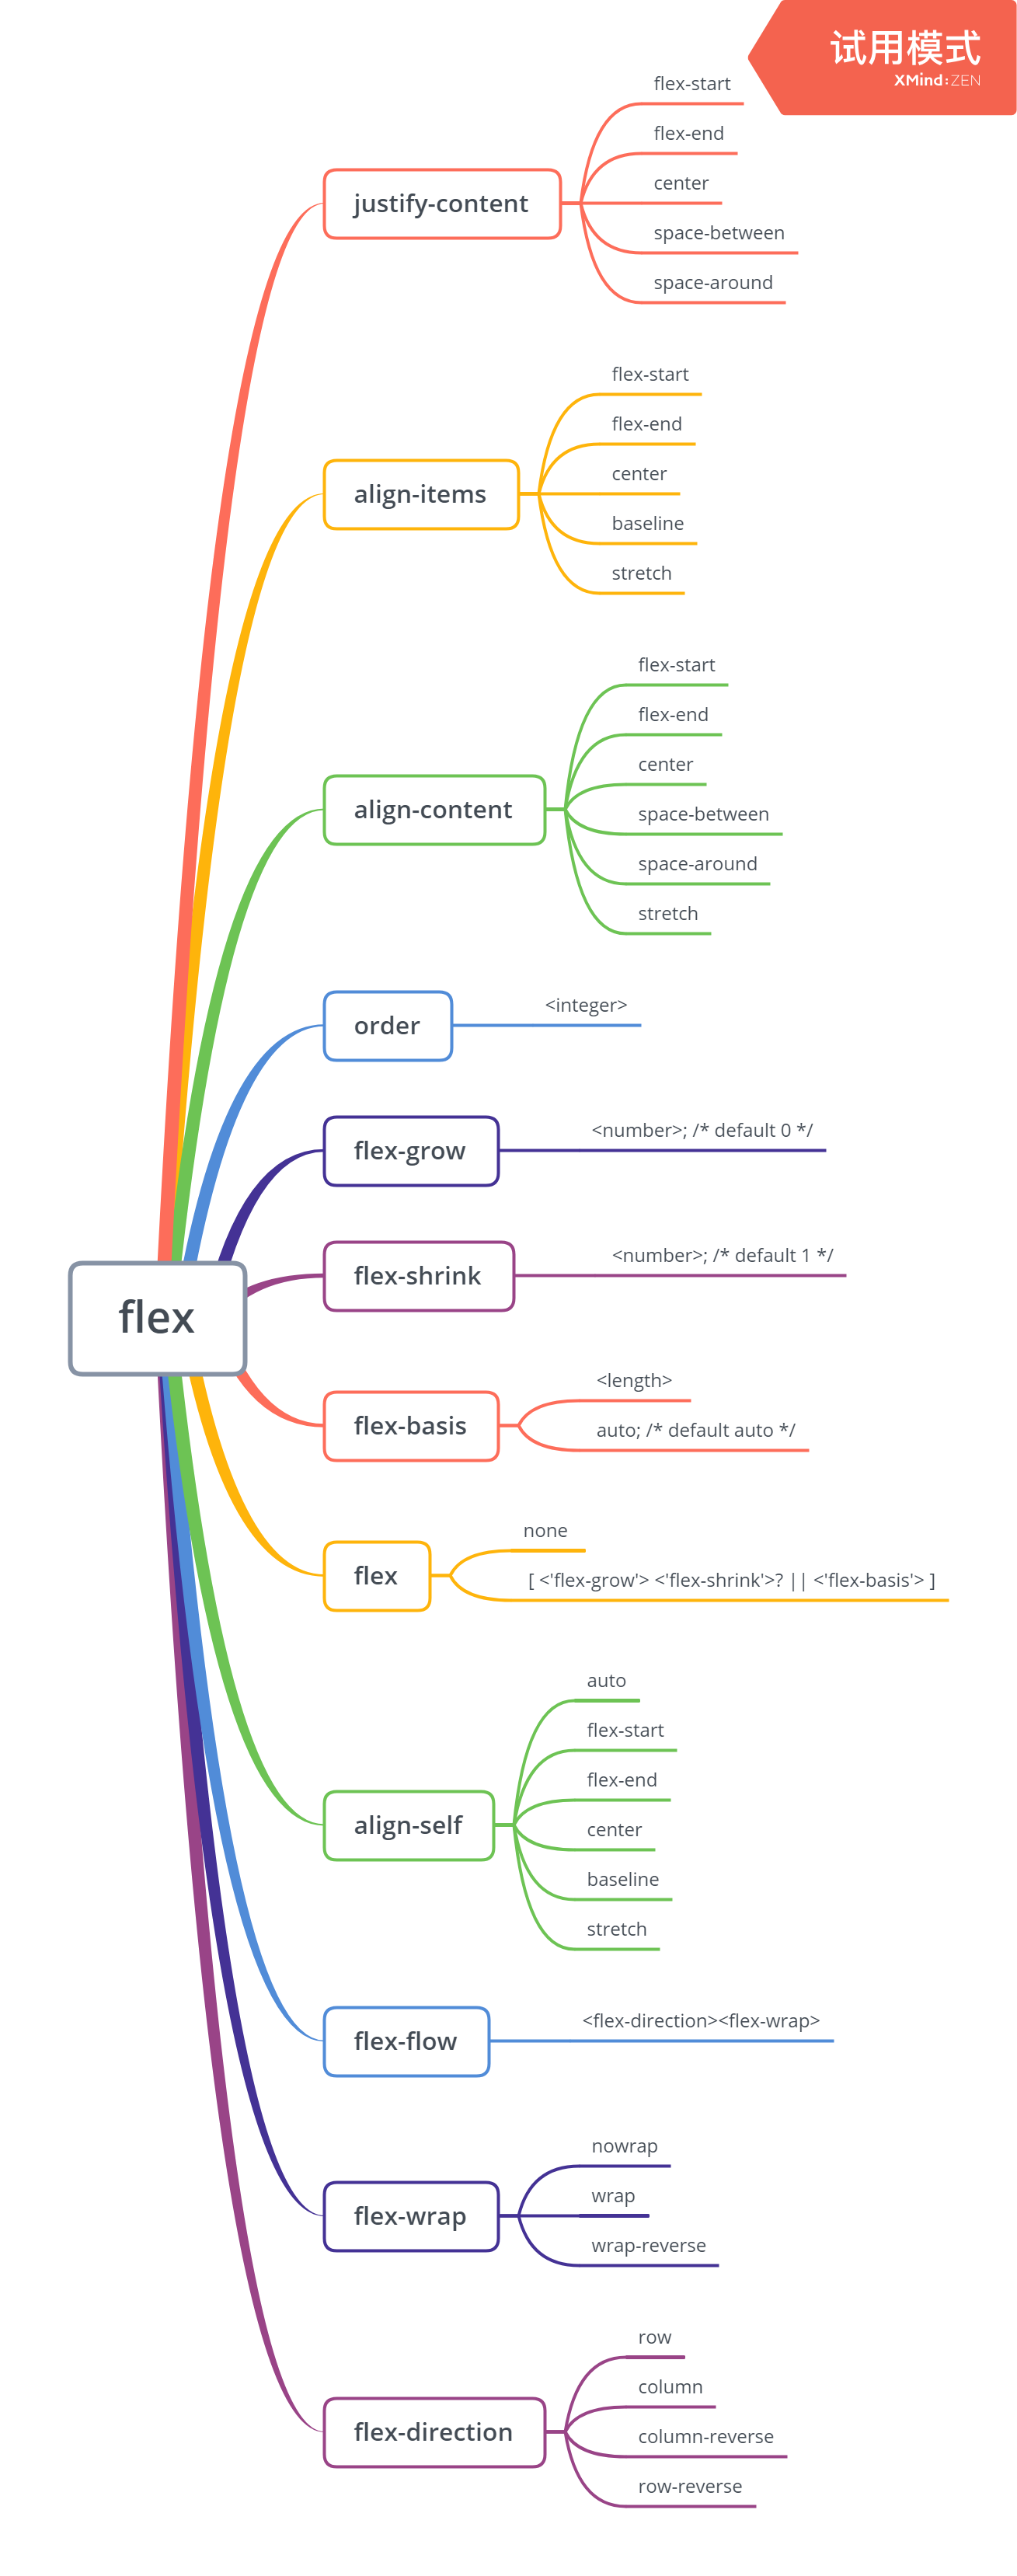 试用模式
XMind:ZEN
flex
justify-content
flex-start
flex-end
center
space-between
space-around
align-items
flex-start
flex-end
center
baseline
stretch
align-content
flex-start
flex-end
center
space-between
space-around
stretch
order
<integer>
flex-grow
<number>; /* default 0 */
flex-shrink
<number>; /* default 1 */
flex-basis
<length>
auto; /* default auto */
flex
none
[ <'flex-grow'> <'flex-shrink'>? || <'flex-basis'> ]
align-self
auto
flex-start
flex-end
center
baseline
stretch
flex-flow
<flex-direction><flex-wrap>
flex-wrap
nowrap
wrap
wrap-reverse
flex-direction
row
column
column-reverse
row-reverse